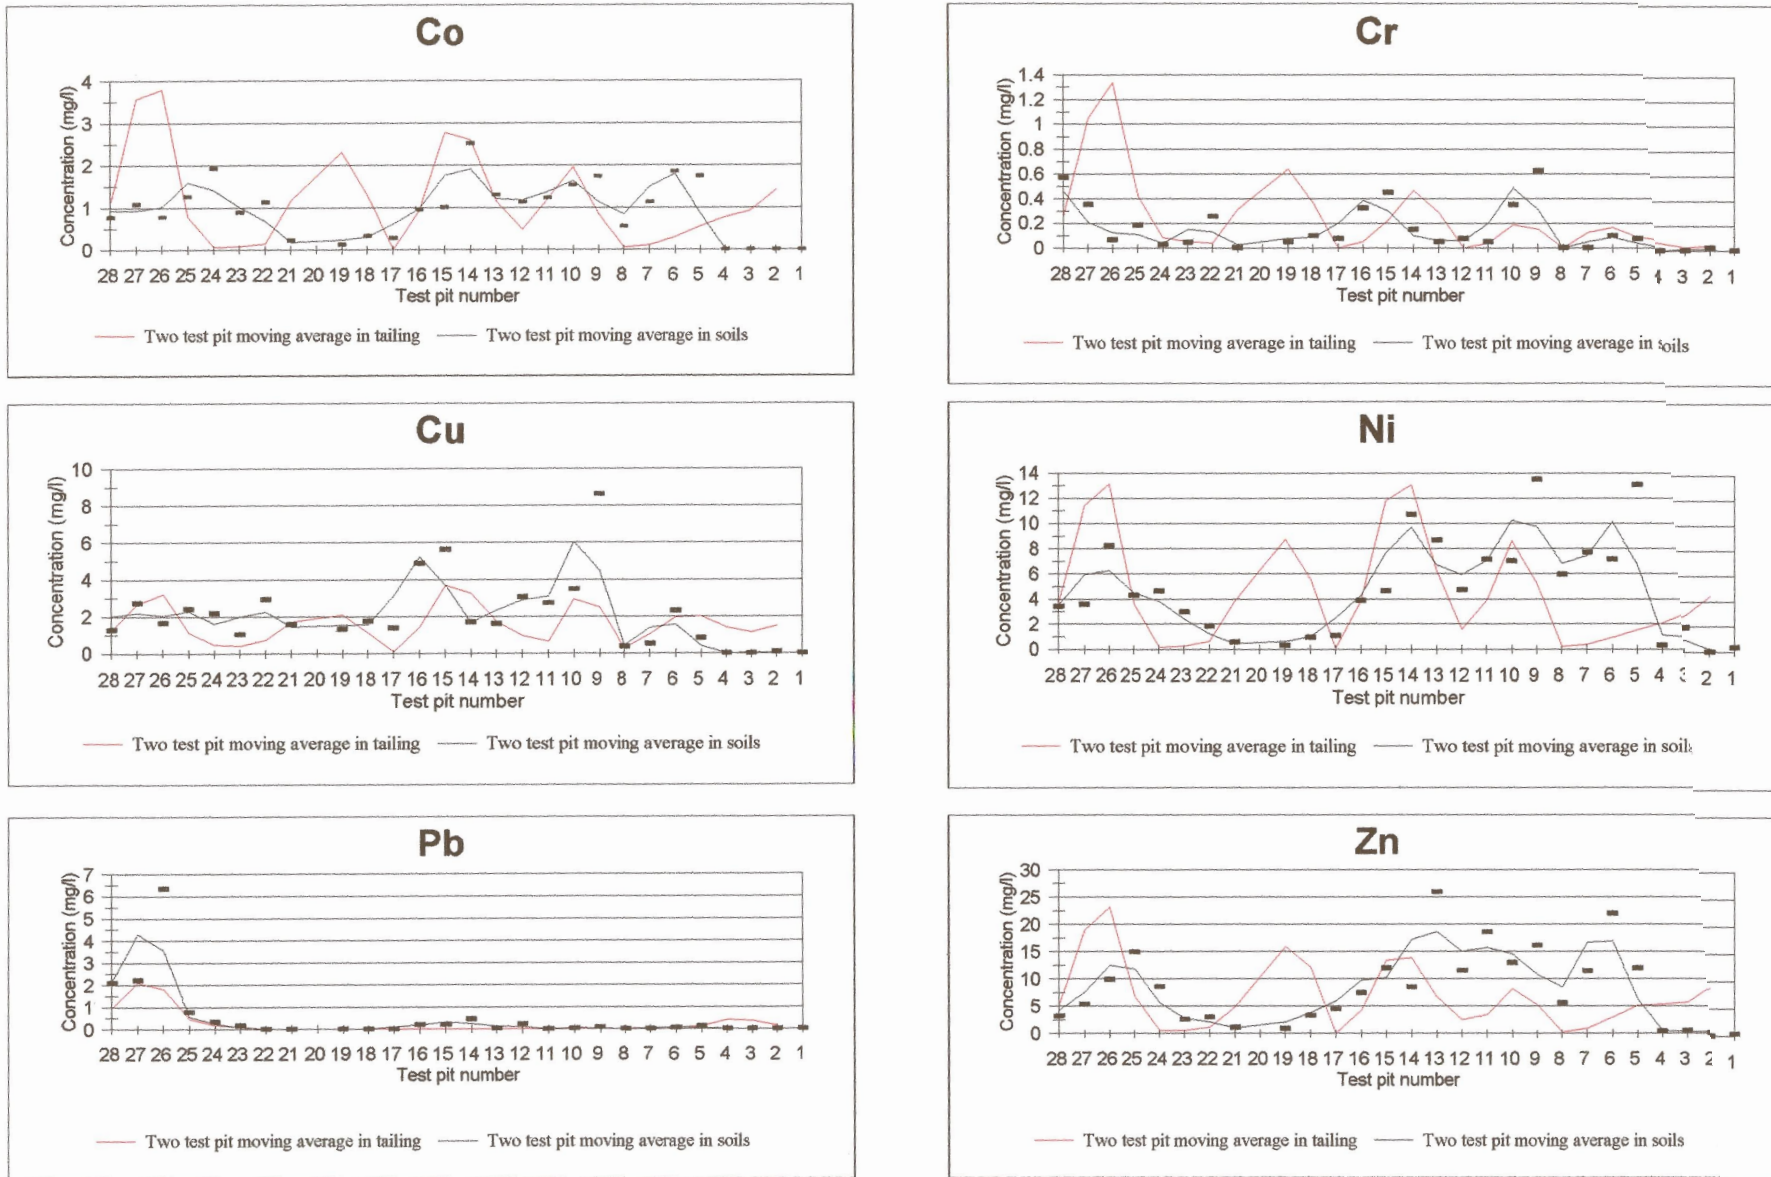 Co
Concentration (mg/l)
4
3
2
1
0
28 27 26 25 24 23 22 21 20 19 18 17 16 15 14 13 12 11 10 9 8 7 6 5 4 3 2 1
Test pit number
Two test pit moving average in tailing Two test pit moving average in soils
Cr
Concentration (mg/l)
1.4
1.2
1
0.8
0.6
0.4
0.2
0
28 27 26 25 24 23 22 21 20 19 18 17 16 15 14 13 12 11 10 9 8 7 6 5 4 3 2 1
Test pit number
Two test pit moving average in tailing Two test pit moving average in soils
Cu
Concentration (mg/l)
10
8
6
4
2
0
28 27 26 25 24 23 22 21 20 19 18 17 16 15 14 13 12 11 10 9 8 7 6 5 4 3 2 1
Test pit number
Two test pit moving average in tailing Two test pit moving average in soils
Ni
Concentration (mg/l)
14
12
10
8
6
4
2
0
28 27 26 25 24 23 22 21 20 19 18 17 16 15 14 13 12 11 10 9 8 7 6 5 4 3 2 1
Test pit number
Two test pit moving average in tailing Two test pit moving average in soils
Pb
Concentration (mg/l)
7
6
5
4
3
2
1
0
28 27 26 25 24 23 22 21 20 19 18 17 16 15 14 13 12 11 10 9 8 7 6 5 4 3 2 1
Test pit number
Two test pit moving average in tailing Two test pit moving average in soils
Zn
Concentration (mg/l)
30
25
20
15
10
5
0
28 27 26 25 24 23 22 21 20 19 18 17 16 15 14 13 12 11 10 9 8 7 6 5 4 3 2 1
Test pit number
Two test pit moving average in tailing Two test pit moving average in soils